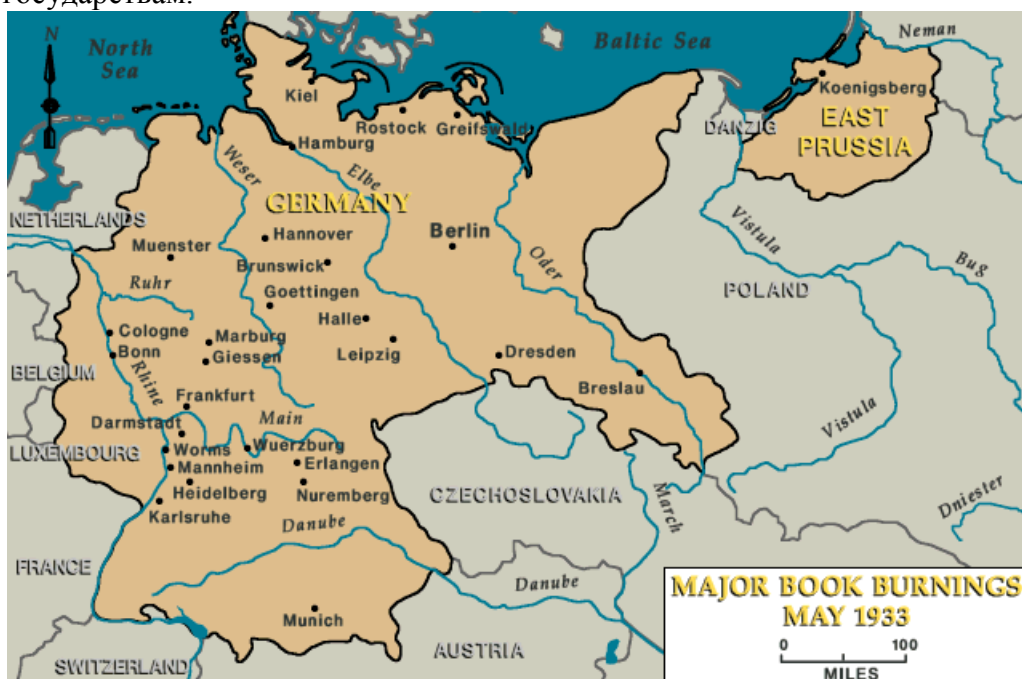 государствам.
N
North
Sea
Baltic Sea
Neman
Kiel
Koenigsberg
Rostock
Greifswald
DANZIG
EAST
PRUSSIA
Hamburg
Weser
Elbe
GERMANY
NETHERLANDS
Vistula
Hannover
Berlin
Muenster
Brunswick
Oder
Bug
Ruhr
Goettingen
POLAND
Halle
Cologne
Marburg
Bonn
Giessen
Leipzig
Dresden
BELGIUM
Rhine
Breslau
Frankfurt
Vistula
Darmstadt
Main
LUXEMBOURG
Worms
Wuerzburg
Mannheim
Erlangen
Heidelberg
Nuremberg
CZECHOSLOVAKIA
March
Dniester
Karlsruhe
Danube
FRANCE
Danube
MAJOR BOOK BURNINGS
MAY 1933
Munich
0 100
MILES
AUSTRIA
SWITZERLAND